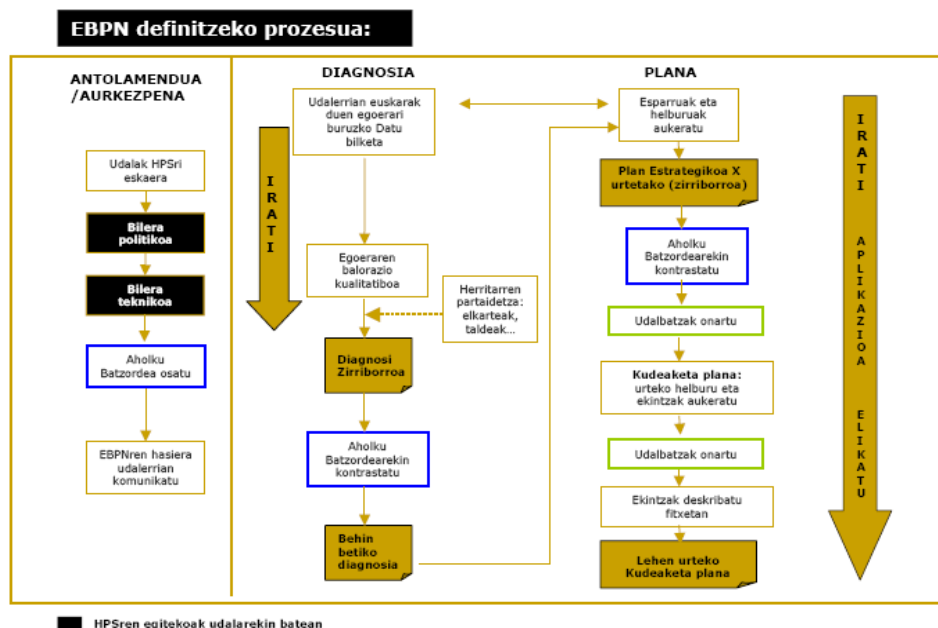 EBPN definitzeko prozesua:
ANTOLAMENDUA
/AURKEZPENA
Udalak HPSri
eskaera
Bilera
politikoa
Bilera
teknikoa
Aholku
Batzordea osatu
EBPNren hasiera
udalerrian
komunikatu
DIAGNOSIA
Udalerrian euskarak
duen egoerari
buruzko Datu
bilketa
IRATI
Egoeraren
balorazio
kualitatiboa
Herritarren
partaidetza:
elkarteak,
taldeak...
Diagnosi
Zirriborroa
Aholku
Batzordearekin
kontrastatu
Behin
betiko
diagnosia
PLANA
Esparruak eta
helburuak
aukeratu
Plan Estrategikoa X
urtetako (zirriborroa)
Aholku
Batzordearekin
kontrastatu
Udalbatzak onartu
Kudeaketa plana:
urteko helburu eta
ekintzak aukeratu
Udalbatzak onartu
Ekintzak deskribatu
fitxetan
Lehen urteko
Kudeaketa plana
IRATI APLIKAZIOA ELIKATU
HPSren egitekoak udalarekin batean